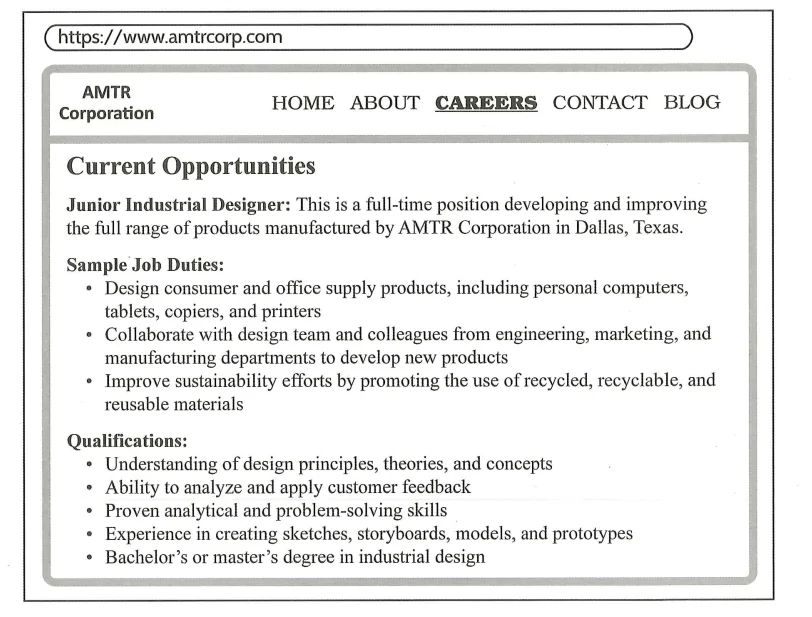 https://www.amtrcorp.com
AMTR
Corporation
HOME ABOUT CAREERS CONTACT BLOG
Current Opportunities
Junior Industrial Designer: This is a full-time position developing and improving
the full range of products manufactured by AMTR Corporation in Dallas, Texas.
Sample Job Duties:
• Design consumer and office supply products, including personal computers,
tablets, copiers, and printers
• Collaborate with design team and colleagues from engineering, marketing, and
manufacturing departments to develop new products
• Improve sustainability efforts by promoting the use of recycled, recyclable, and
reusable materials
Qualifications:
• Understanding of design principles, theories, and concepts
• Ability to analyze and apply customer feedback
• Proven analytical and problem-solving skills
• Experience in creating sketches, storyboards, models, and prototypes
• Bachelor's or master's degree in industrial design